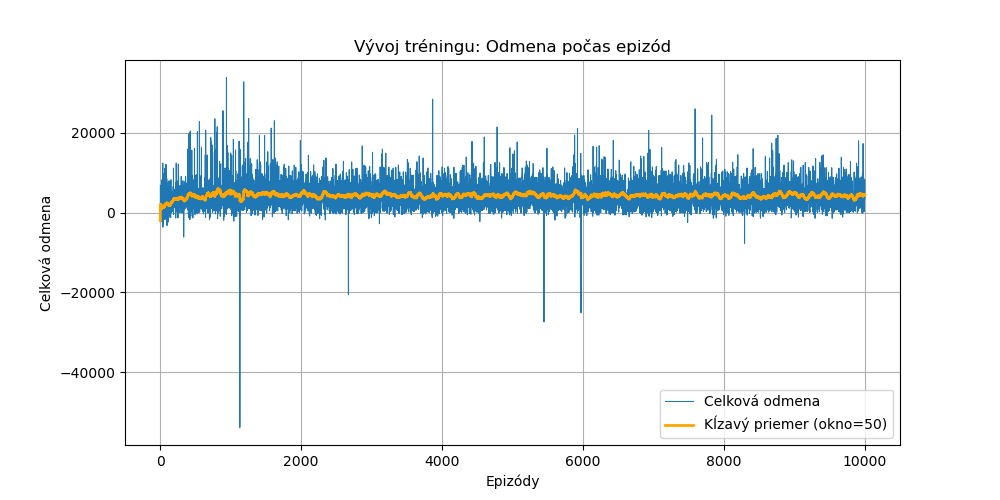 Vývoj tréningu: Odmena počas epizód
Celková odmena
20000
0
−20000
−40000
0
2000
4000
6000
8000
10000
Epizódy
Celková odmena
Kĺzavý priemer (okno=50)